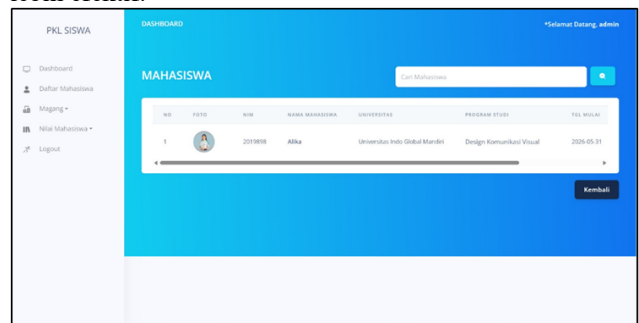 PKL SISWA
Dashboard
Daftar Mahasiswa
Magang
Nilai Mahasiswa
Logout
DASHBOARD
*Selamat Datang, admin
MAHASISWA
Cari Mahasiswa
NO FOTO NIM NAMA MAHASISWA UNIVERSITAS PROGRAM STUDI TGL MULAI
1 2019898 Alika Universitas Indo Global Mandiri Design Komunikasi Visual 2026-05-31
Kembali